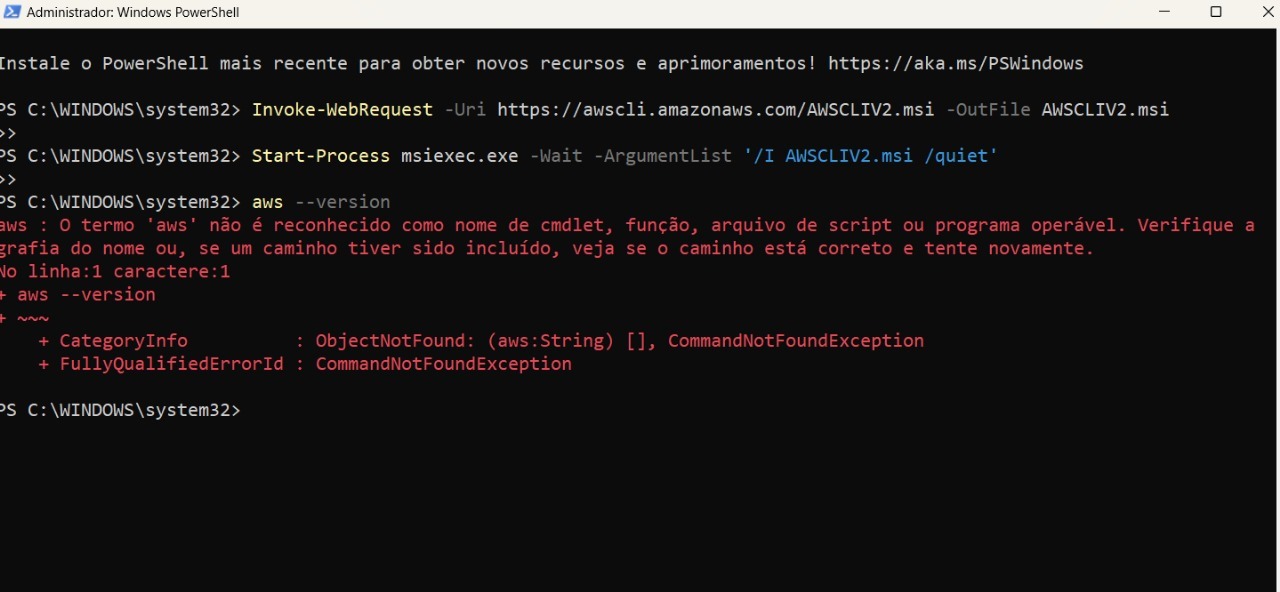 Administrador: Windows PowerShell
Instale o PowerShell mais recente para obter novos recursos e aprimoramentos! https://aka.ms/PSWindows
PS C:\WINDOWS\system32> Invoke-WebRequest -Uri https://awscli.amazonaws.com/AWSCLIV2.msi -OutFile AWSCLIV2.msi
>>
PS C:\WINDOWS\system32> Start-Process msiexec.exe -Wait -ArgumentList '/I AWSCLIV2.msi /quiet'
>>
PS C:\WINDOWS\system32> aws --version
aws : O termo 'aws' não é reconhecido como nome de cmdlet, função, arquivo de script ou programa operável. Verifique a
grafia do nome ou, se um caminho tiver sido incluído, veja se o caminho está correto e tente novamente.
No linha:1 caractere:1
+ aws --version
+ ~~~
    + CategoryInfo          : ObjectNotFound: (aws:String) [], CommandNotFoundException
    + FullyQualifiedErrorId : CommandNotFoundException
PS C:\WINDOWS\system32>